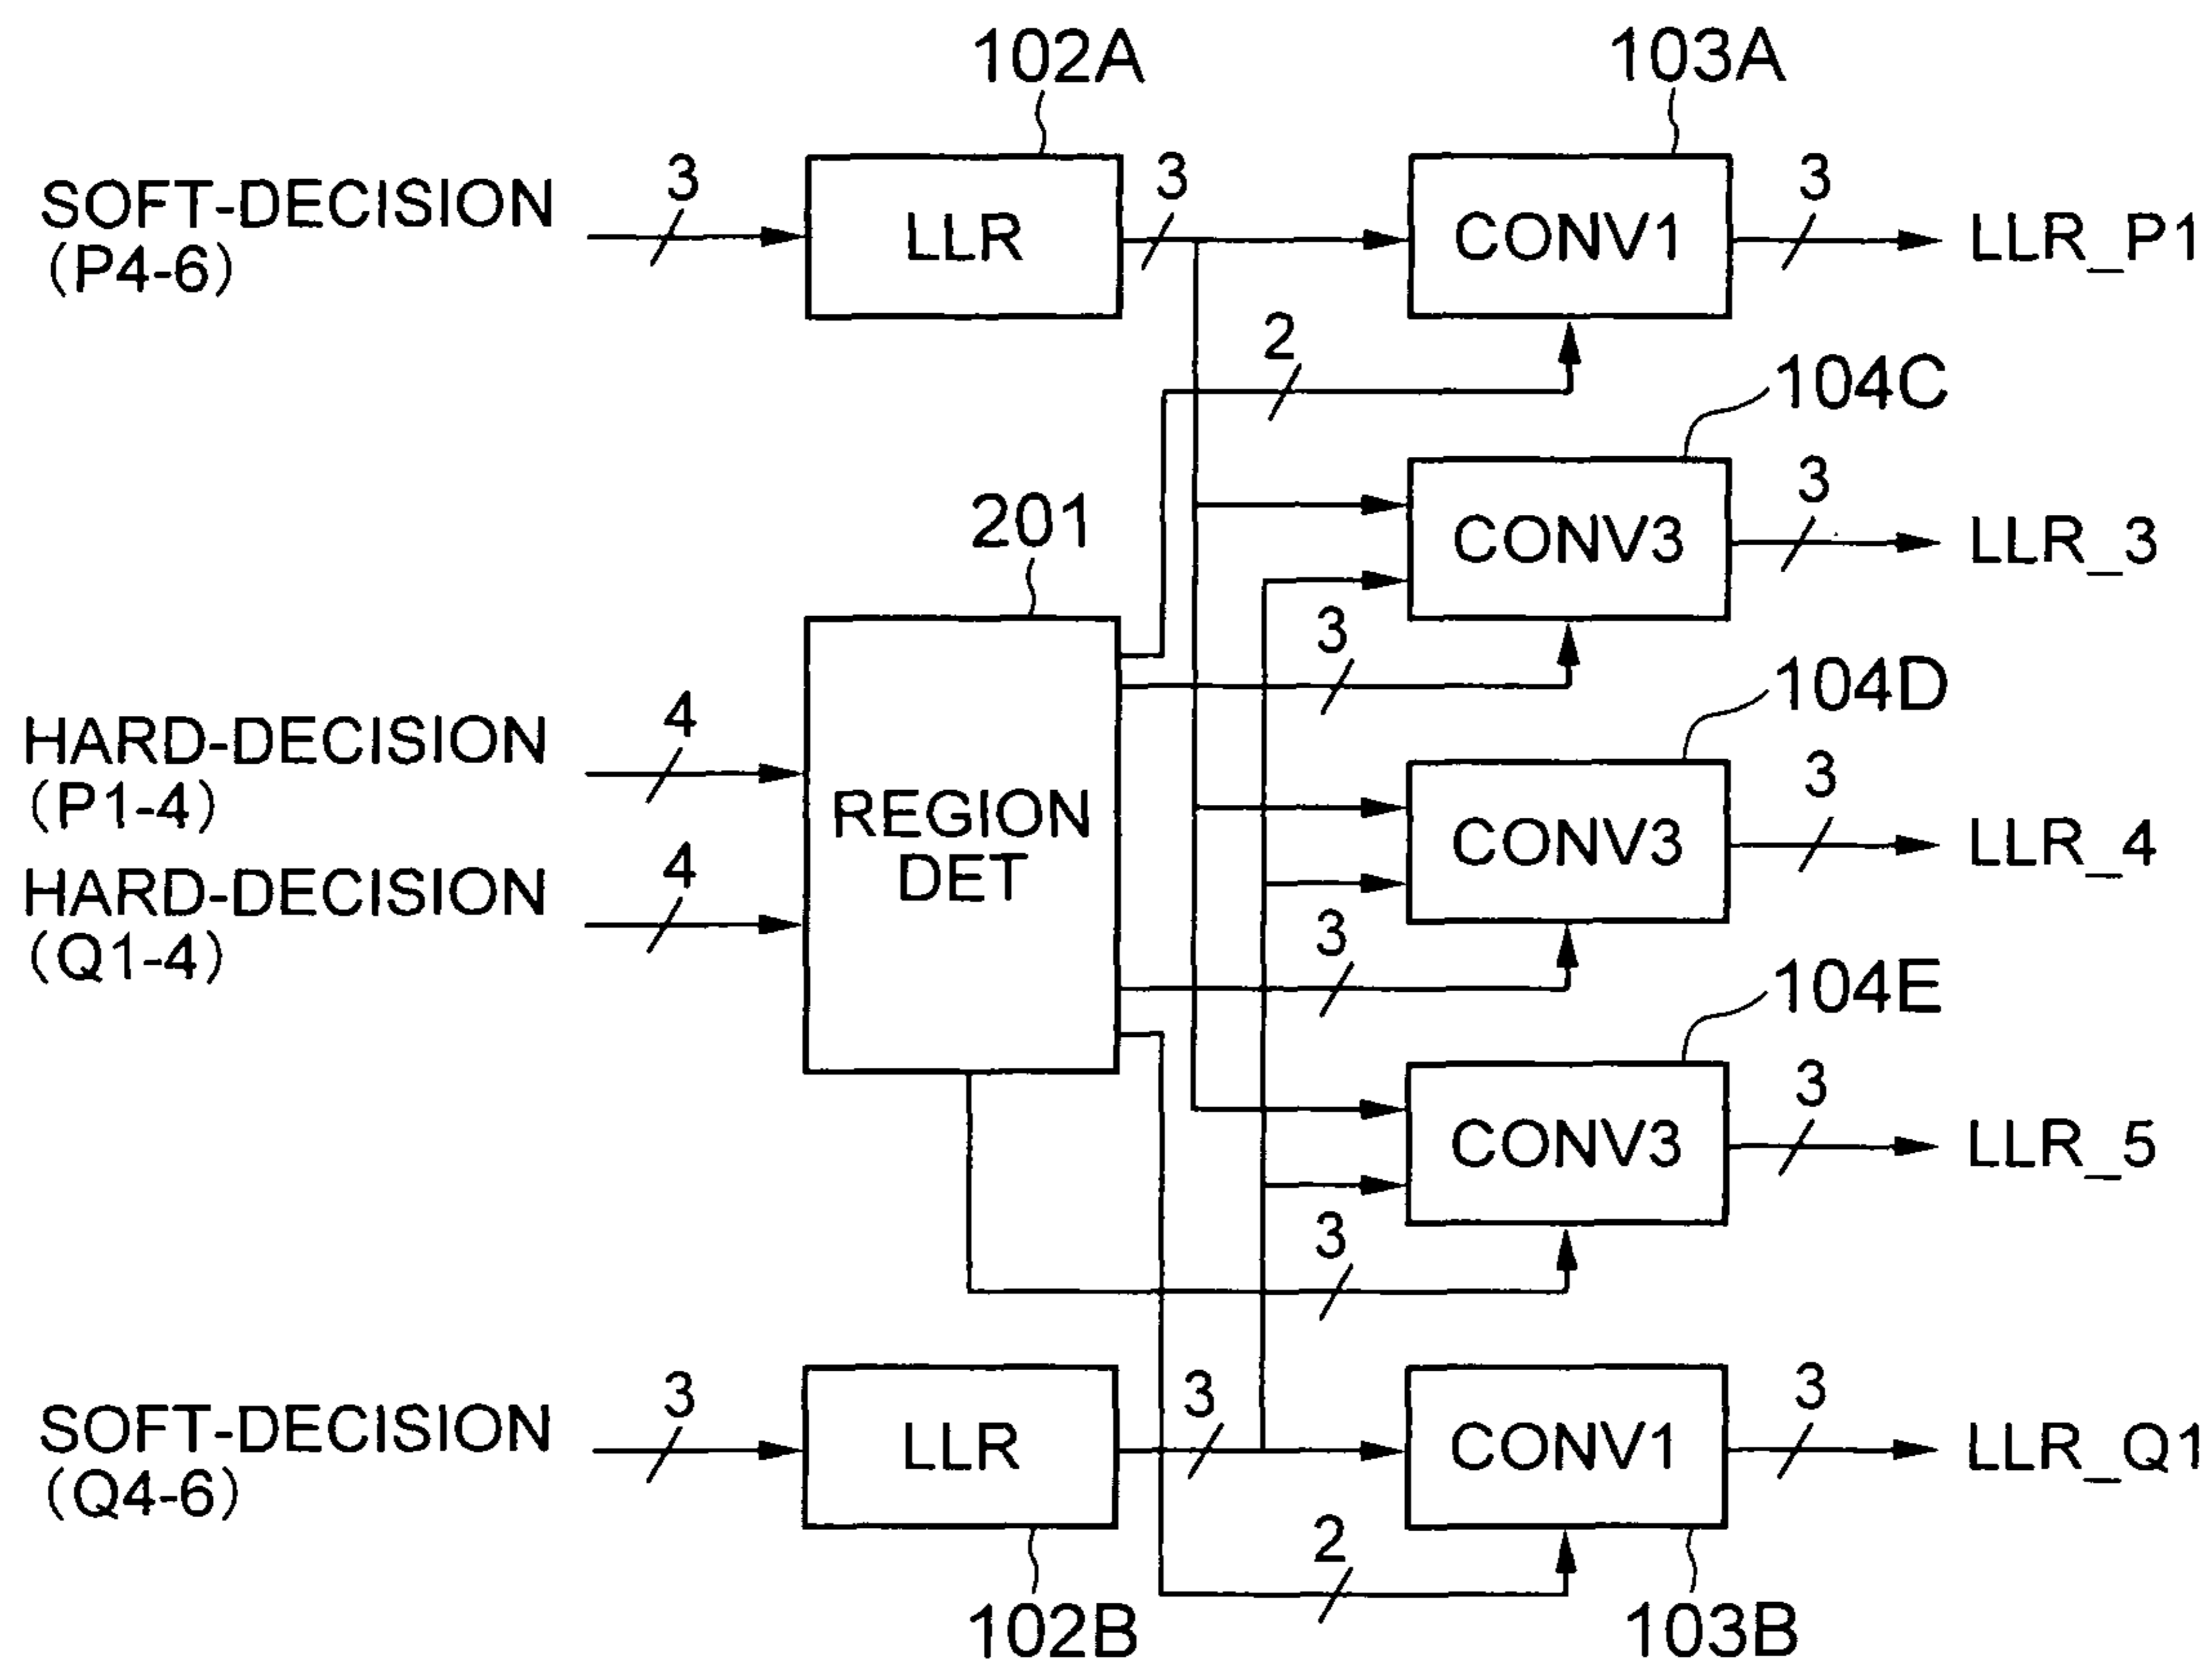 102A
103A
SOFT-DECISION
(P4-6)
3
LLR
3
CONV1
3
LLR_P1
2
104C
201
CONV3
3
LLR_3
3
104D
HARD-DECISION
(P1-4)
4
REGION
DET
CONV3
3
LLR_4
HARD-DECISION
(Q1-4)
4
3
104E
CONV3
3
LLR_5
3
SOFT-DECISION
(Q4-6)
3
LLR
3
CONV1
3
LLR_Q1
2
102B
103B